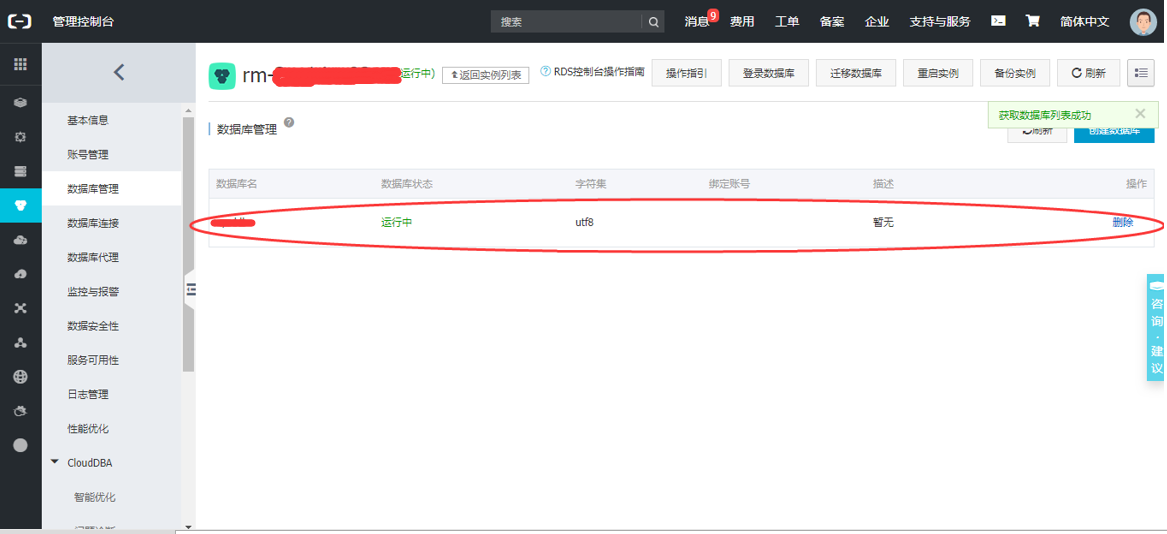 管理控制台 搜索 消息 9 费用 工单 备案 企业 支持与服务 简体中文
rm- 运行中) 返回实例列表 ? RDS控制台操作指南 操作指引 登录数据库 迁移数据库 重启实例 备份实例 刷新
获取数据库列表成功
数据库管理 ? 刷新 创建数据库
数据库名 数据库状态 字符集 绑定账号 描述 操作
运行中 utf8 暂无 删除
基本信息
账号管理
数据库管理
数据库连接
数据库代理
监控与报警
数据安全性
服务可用性
日志管理
性能优化
CloudDBA
智能优化
咨询·建议